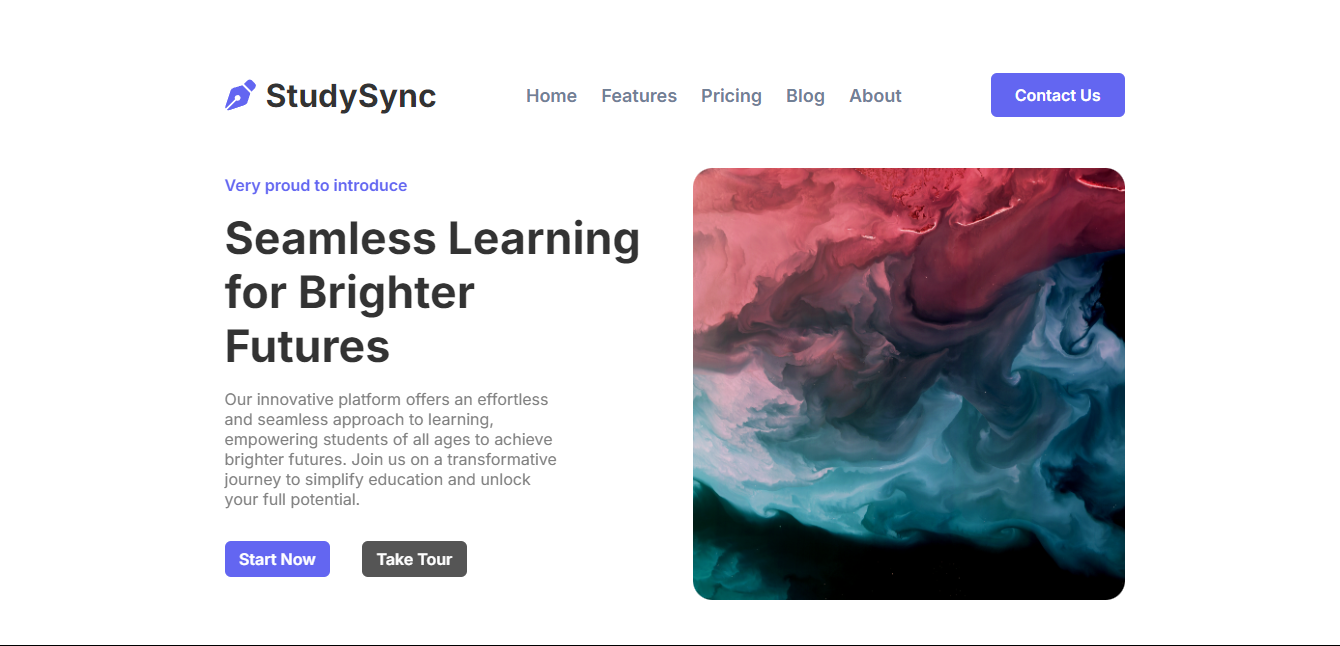 StudySync
Home Features Pricing Blog About
Contact Us
Very proud to introduce
Seamless Learning
for Brighter
Futures
Our innovative platform offers an effortless
and seamless approach to learning,
empowering students of all ages to achieve
brighter futures. Join us on a transformative
journey to simplify education and unlock
your full potential.
Start Now
Take Tour